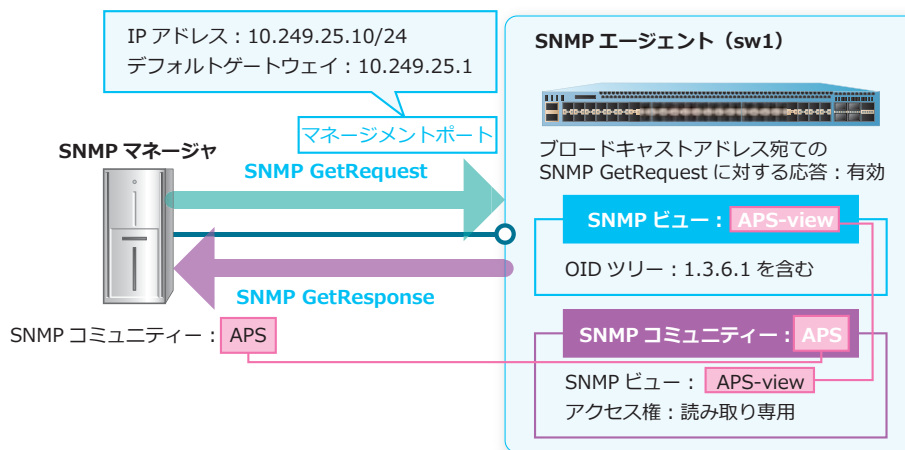 IP アドレス：10.249.25.10/24
デフォルトゲートウェイ：10.249.25.1
マネージメントポート
SNMP マネージャ
SNMP GetRequest
SNMP GetResponse
SNMP コミュニティー：APS
SNMP エージェント（sw1）
ブロードキャストアドレス宛ての
SNMP GetRequest に対する応答：有効
SNMP ビュー：APS-view
OID ツリー：1.3.6.1 を含む
SNMP コミュニティー：APS
SNMP ビュー：APS-view
アクセス権：読み取り専用